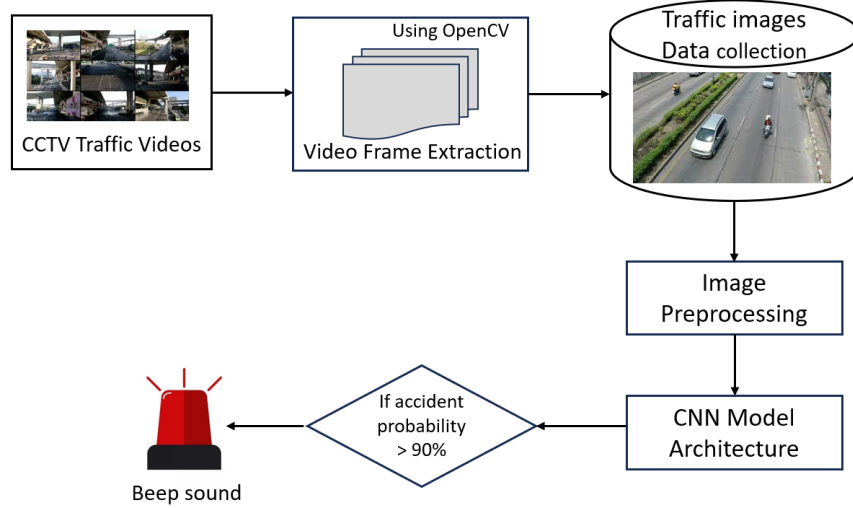 CCTV Traffic Videos
Using OpenCV
Video Frame Extraction
Traffic images
Data collection
Image
Preprocessing
CNN Model
Architecture
If accident
probability
> 90%
Beep sound